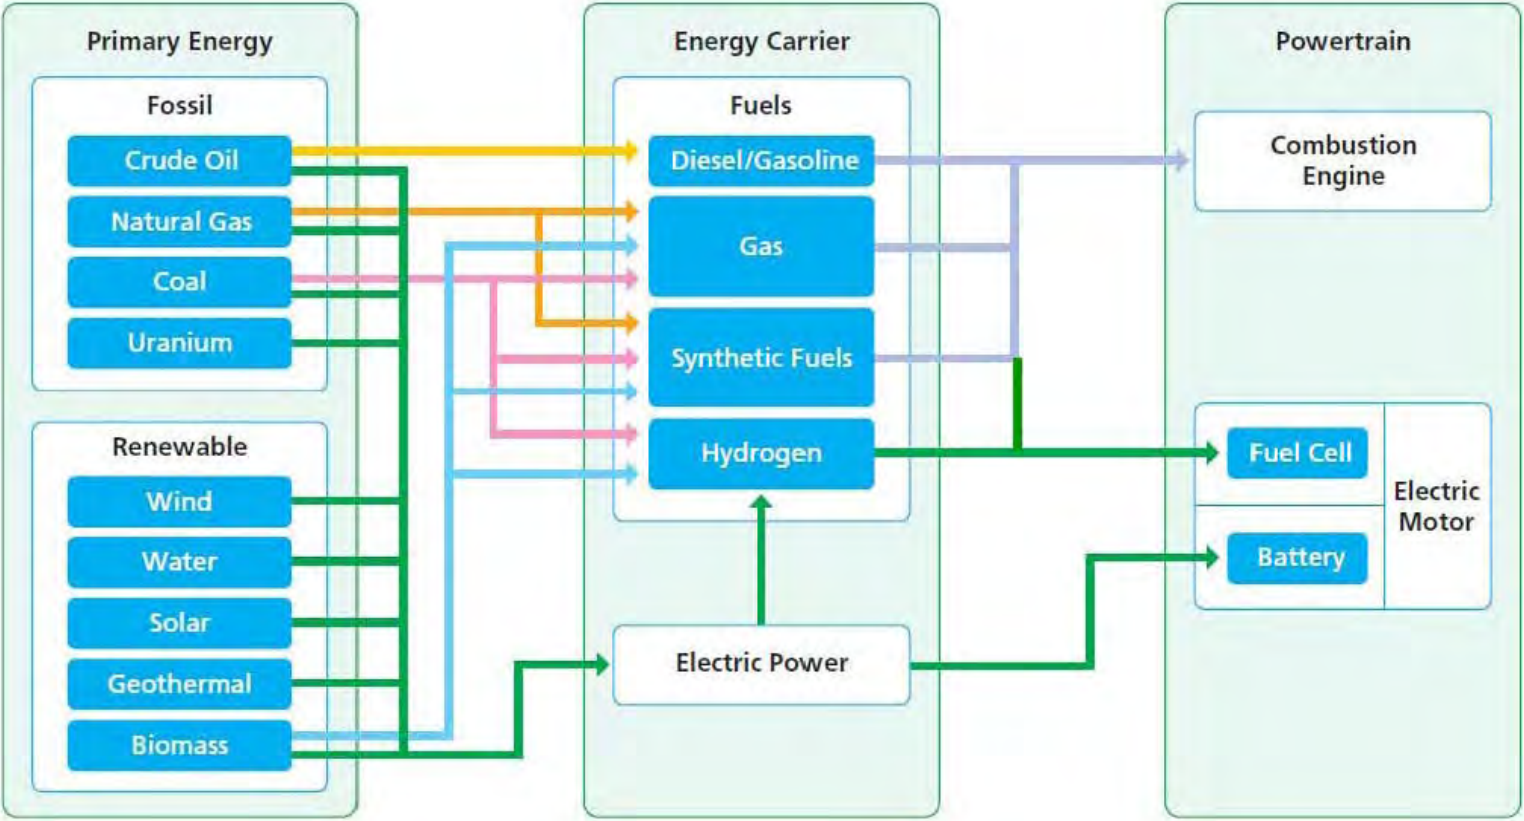 Primary Energy
Fossil
Crude Oil
Natural Gas
Coal
Uranium
Renewable
Wind
Water
Solar
Geothermal
Biomass
Energy Carrier
Fuels
Diesel/Gasoline
Gas
Synthetic Fuels
Hydrogen
Electric Power
Powertrain
Combustion
Engine
Fuel Cell
Battery
Electric
Motor